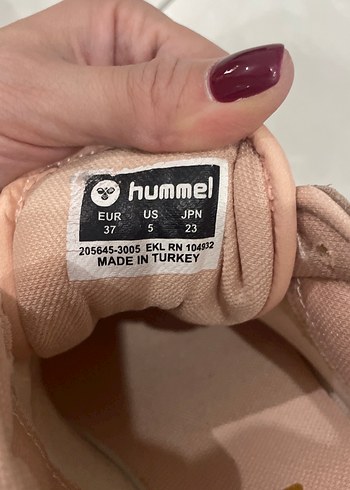 hummel
EUR US JPN
37 5 23
205645-3005 EKL RN 104932
MADE IN TURKEY